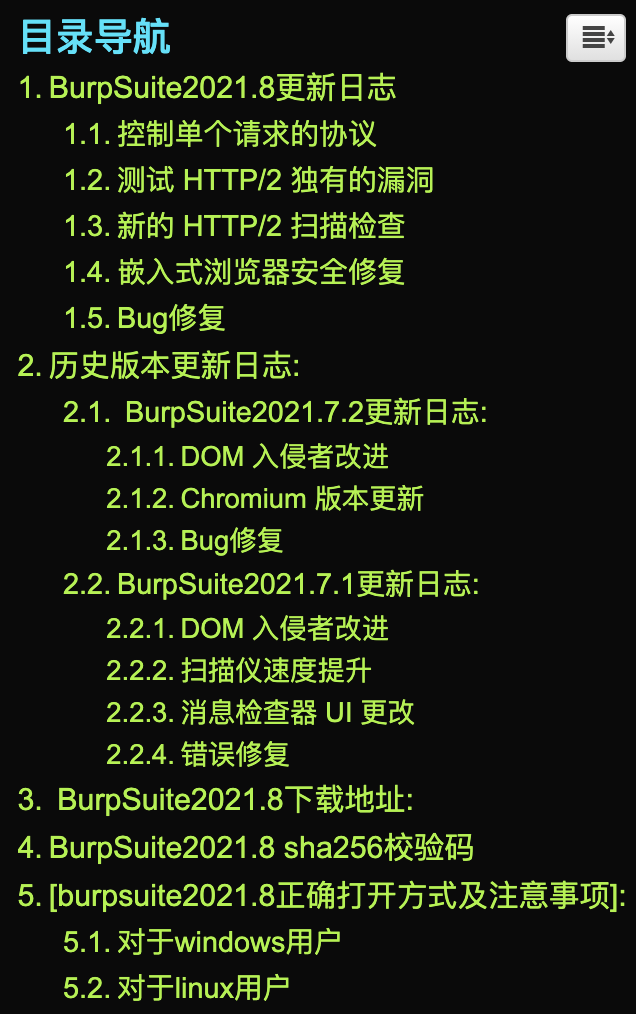 目录导航
1. BurpSuite2021.8更新日志
1.1. 控制单个请求的协议
1.2. 测试 HTTP/2 独有的漏洞
1.3. 新的 HTTP/2 扫描检查
1.4. 嵌入式浏览器安全修复
1.5. Bug修复
2. 历史版本更新日志:
2.1. BurpSuite2021.7.2更新日志:
2.1.1. DOM 入侵者改进
2.1.2. Chromium 版本更新
2.1.3. Bug修复
2.2. BurpSuite2021.7.1更新日志:
2.2.1. DOM 入侵者改进
2.2.2. 扫描仪速度提升
2.2.3. 消息检查器 UI 更改
2.2.4. 错误修复
3. BurpSuite2021.8下载地址:
4. BurpSuite2021.8 sha256校验码
5. [burpsuite2021.8正确打开方式及注意事项]:
5.1. 对于windows用户
5.2. 对于linux用户